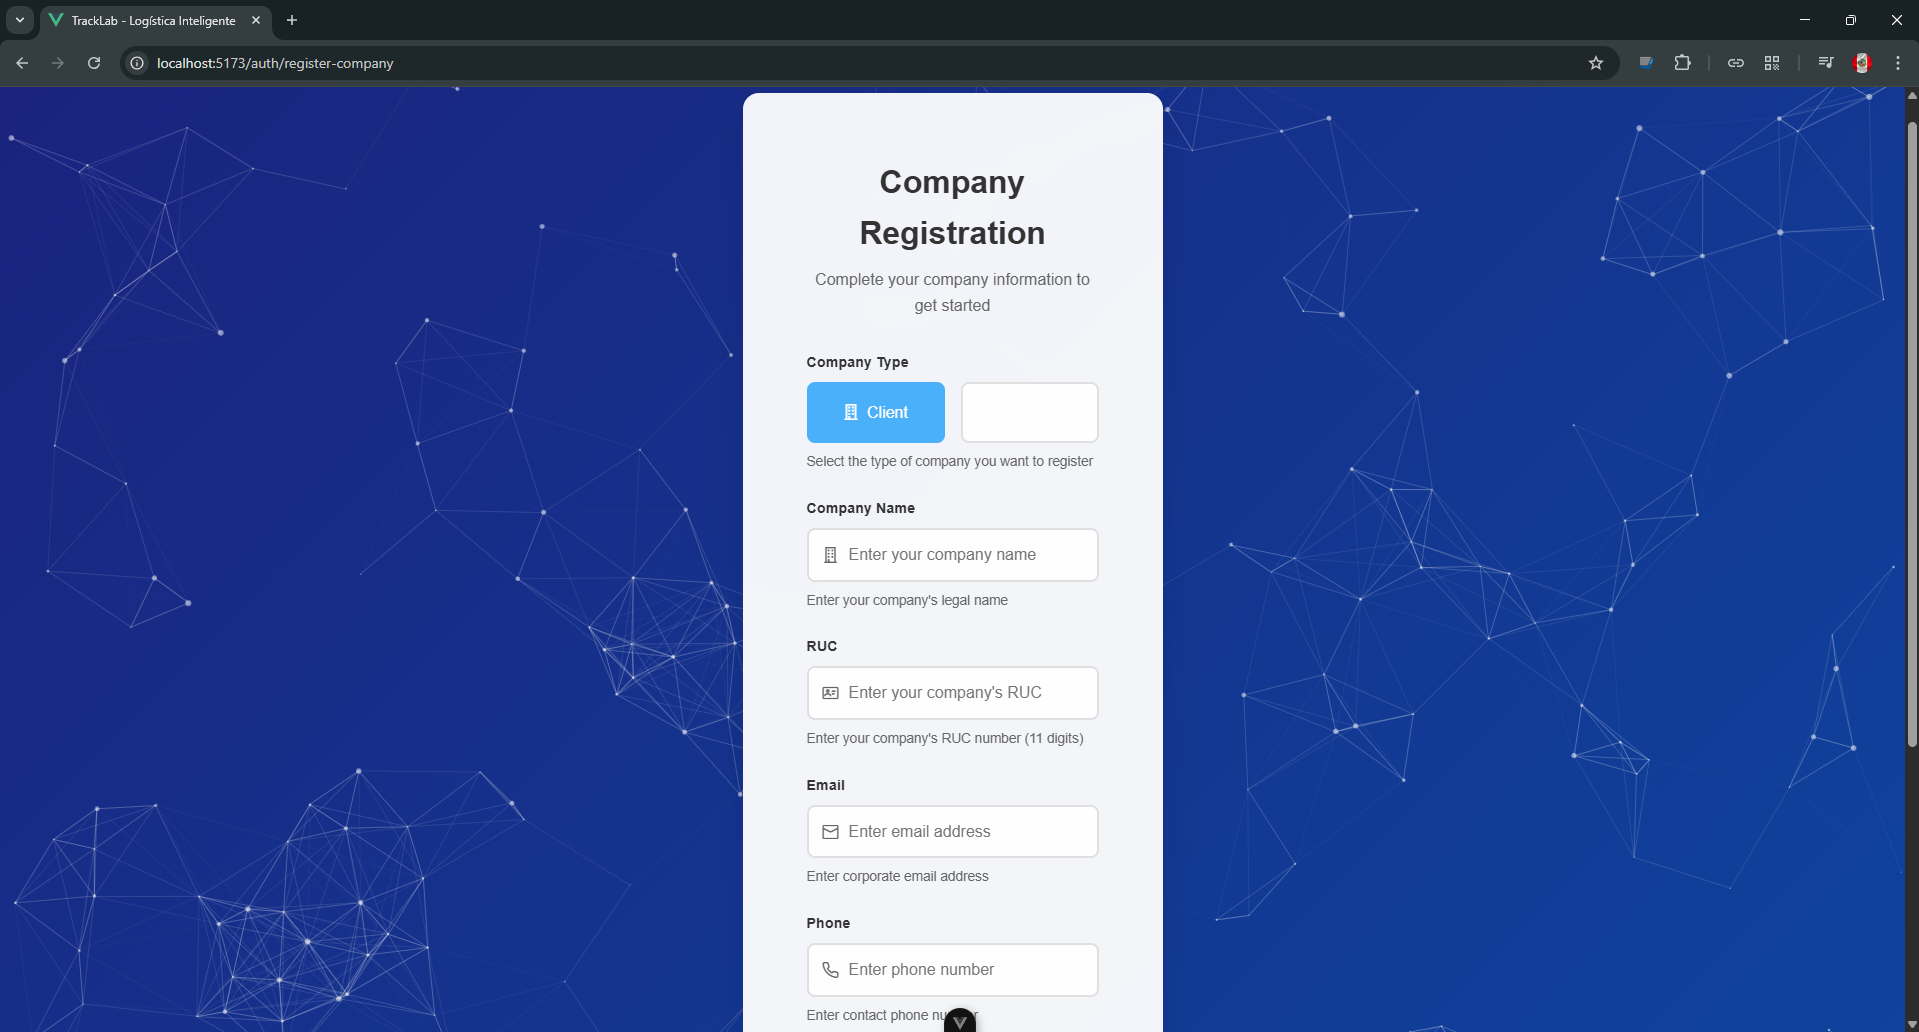 TrackLab - Logística Inteligente
localhost:5173/auth/register-company
Company
Registration
Complete your company information to
get started
Company Type
Client
Select the type of company you want to register
Company Name
Enter your company name
Enter your company's legal name
RUC
Enter your company's RUC
Enter your company's RUC number (11 digits)
Email
Enter email address
Enter corporate email address
Phone
Enter phone number
Enter contact phone